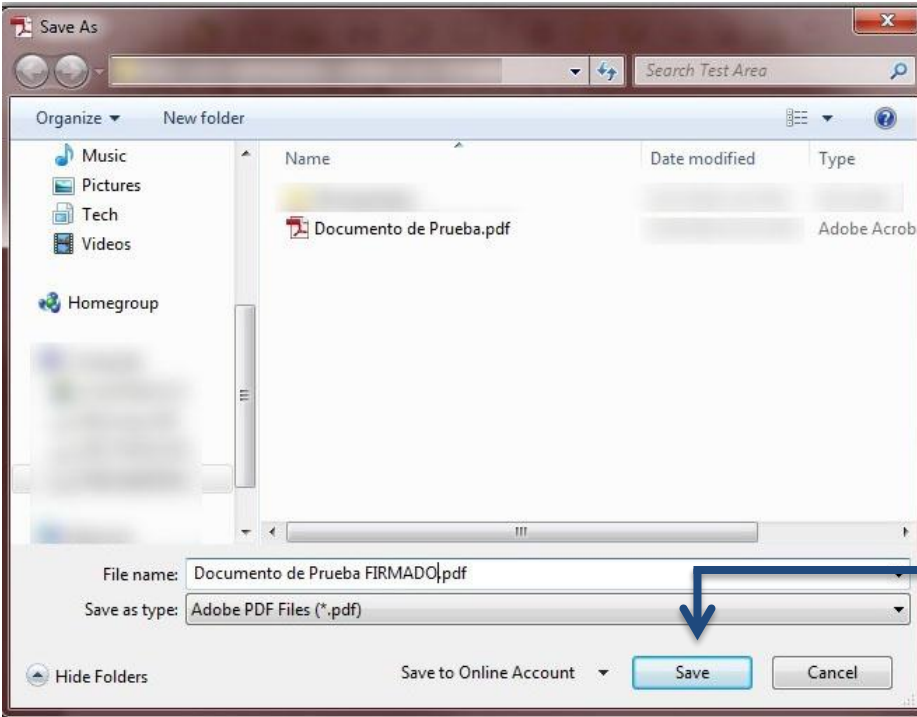 Save As
Search Test Area
Organize New folder
Music
Pictures
Tech
Videos
Homegroup
Name Date modified Type
Documento de Prueba.pdf Adobe Acrob
File name: Documento de Prueba FIRMADO.pdf
Save as type: Adobe PDF Files (*.pdf)
Hide Folders Save to Online Account Save Cancel